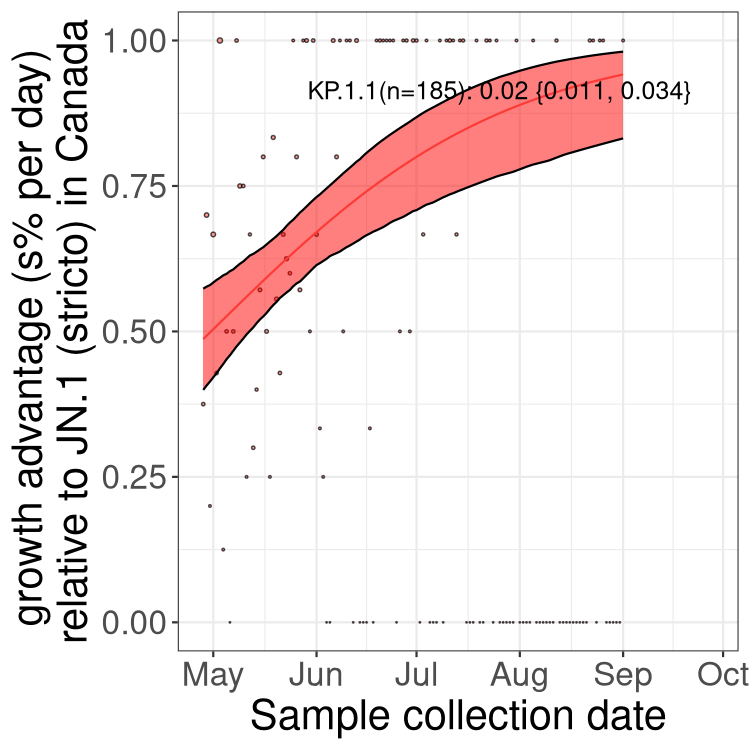 growth advantage (s% per day)
relative to JN.1 (stricto) in Canada
1.00
0.75
0.50
0.25
0.00
KP.1.1(n=185): 0.02 {0.011, 0.034}
May Jun Jul Aug Sep Oct
Sample collection date